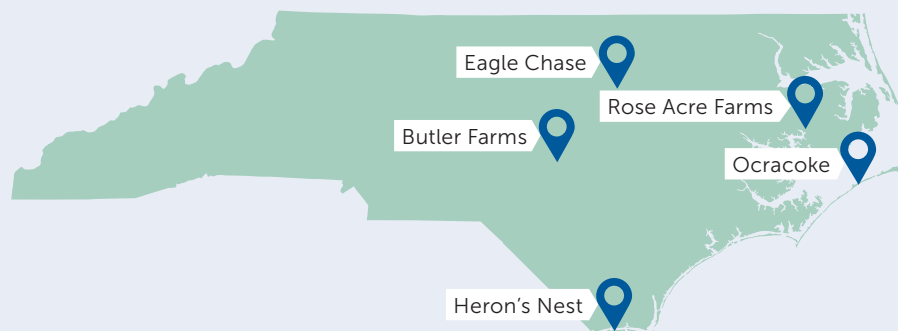 Eagle Chase
Rose Acre Farms
Butler Farms
Ocracoke
Heron’s Nest